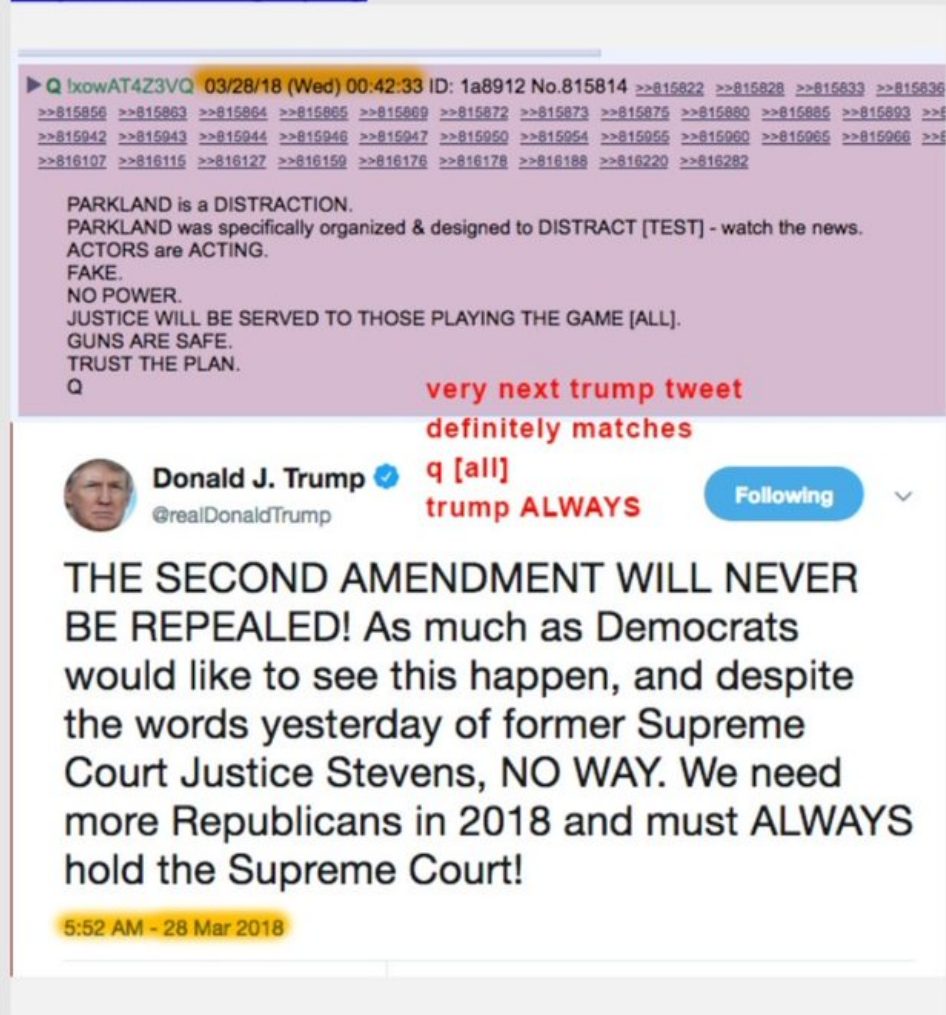 Q !xowAT4Z3VQ 03/28/18 (Wed) 00:42:33 ID: 1a8912 No.815814 >>815822 >>815828 >>815833 >>815836
>>815856 >>815863 >>815864 >>815865 >>815869 >>815872 >>815873 >>815875 >>815880 >>815885 >>815893
>>815942 >>815943 >>815944 >>815946 >>815947 >>815950 >>815954 >>815955 >>815960 >>815965 >>815966
>>816107 >>816115 >>816127 >>816159 >>816176 >>816178 >>816188 >>816220 >>816282
PARKLAND is a DISTRACTION.
PARKLAND was specifically organized & designed to DISTRACT [TEST] - watch the news.
ACTORS are ACTING.
FAKE.
NO POWER.
JUSTICE WILL BE SERVED TO THOSE PLAYING THE GAME [ALL].
GUNS ARE SAFE.
TRUST THE PLAN.
Q
very next trump tweet
definitely matches
q [all]
trump ALWAYS
Donald J. Trump
@realDonaldTrump
Following
THE SECOND AMENDMENT WILL NEVER
BE REPEALED! As much as Democrats
would like to see this happen, and despite
the words yesterday of former Supreme
Court Justice Stevens, NO WAY. We need
more Republicans in 2018 and must ALWAYS
hold the Supreme Court!
5:52 AM - 28 Mar 2018